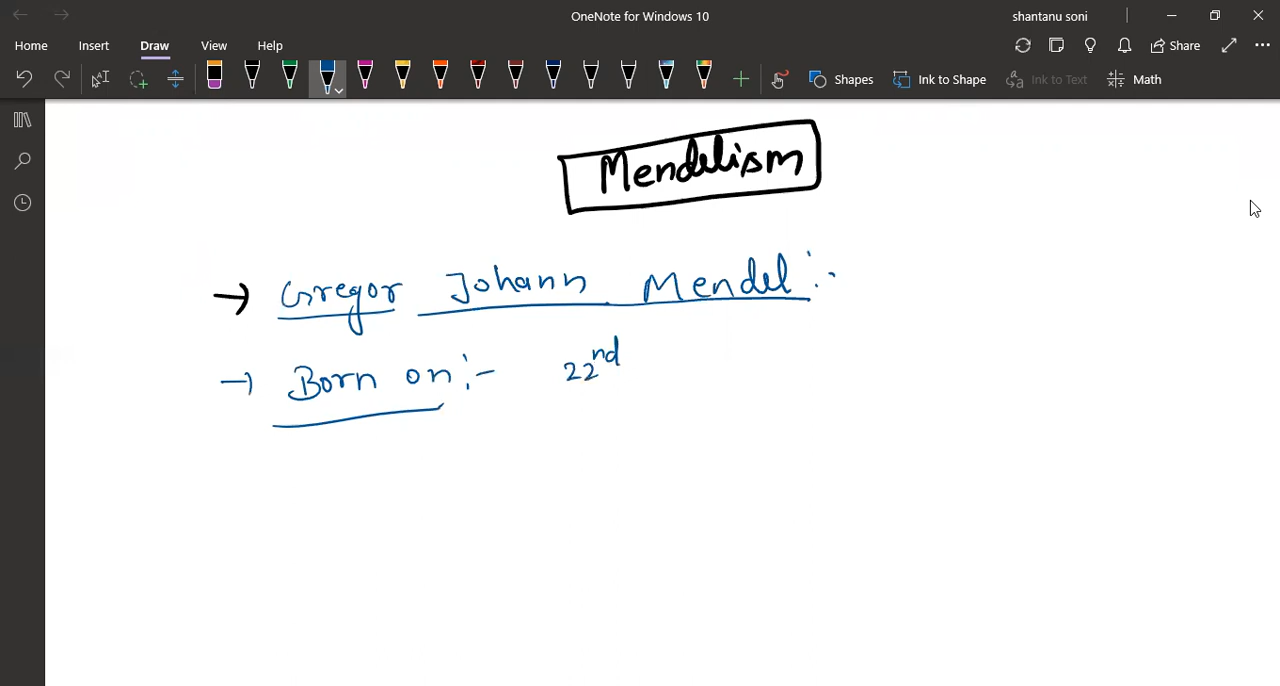 OneNote for Windows 10
shantanu soni
Home Insert Draw View Help
Share
Shapes Ink to Shape Ink to Text Math
Mendelism
→ Gregor Johann Mendel :-
→ Born on :- 22nd